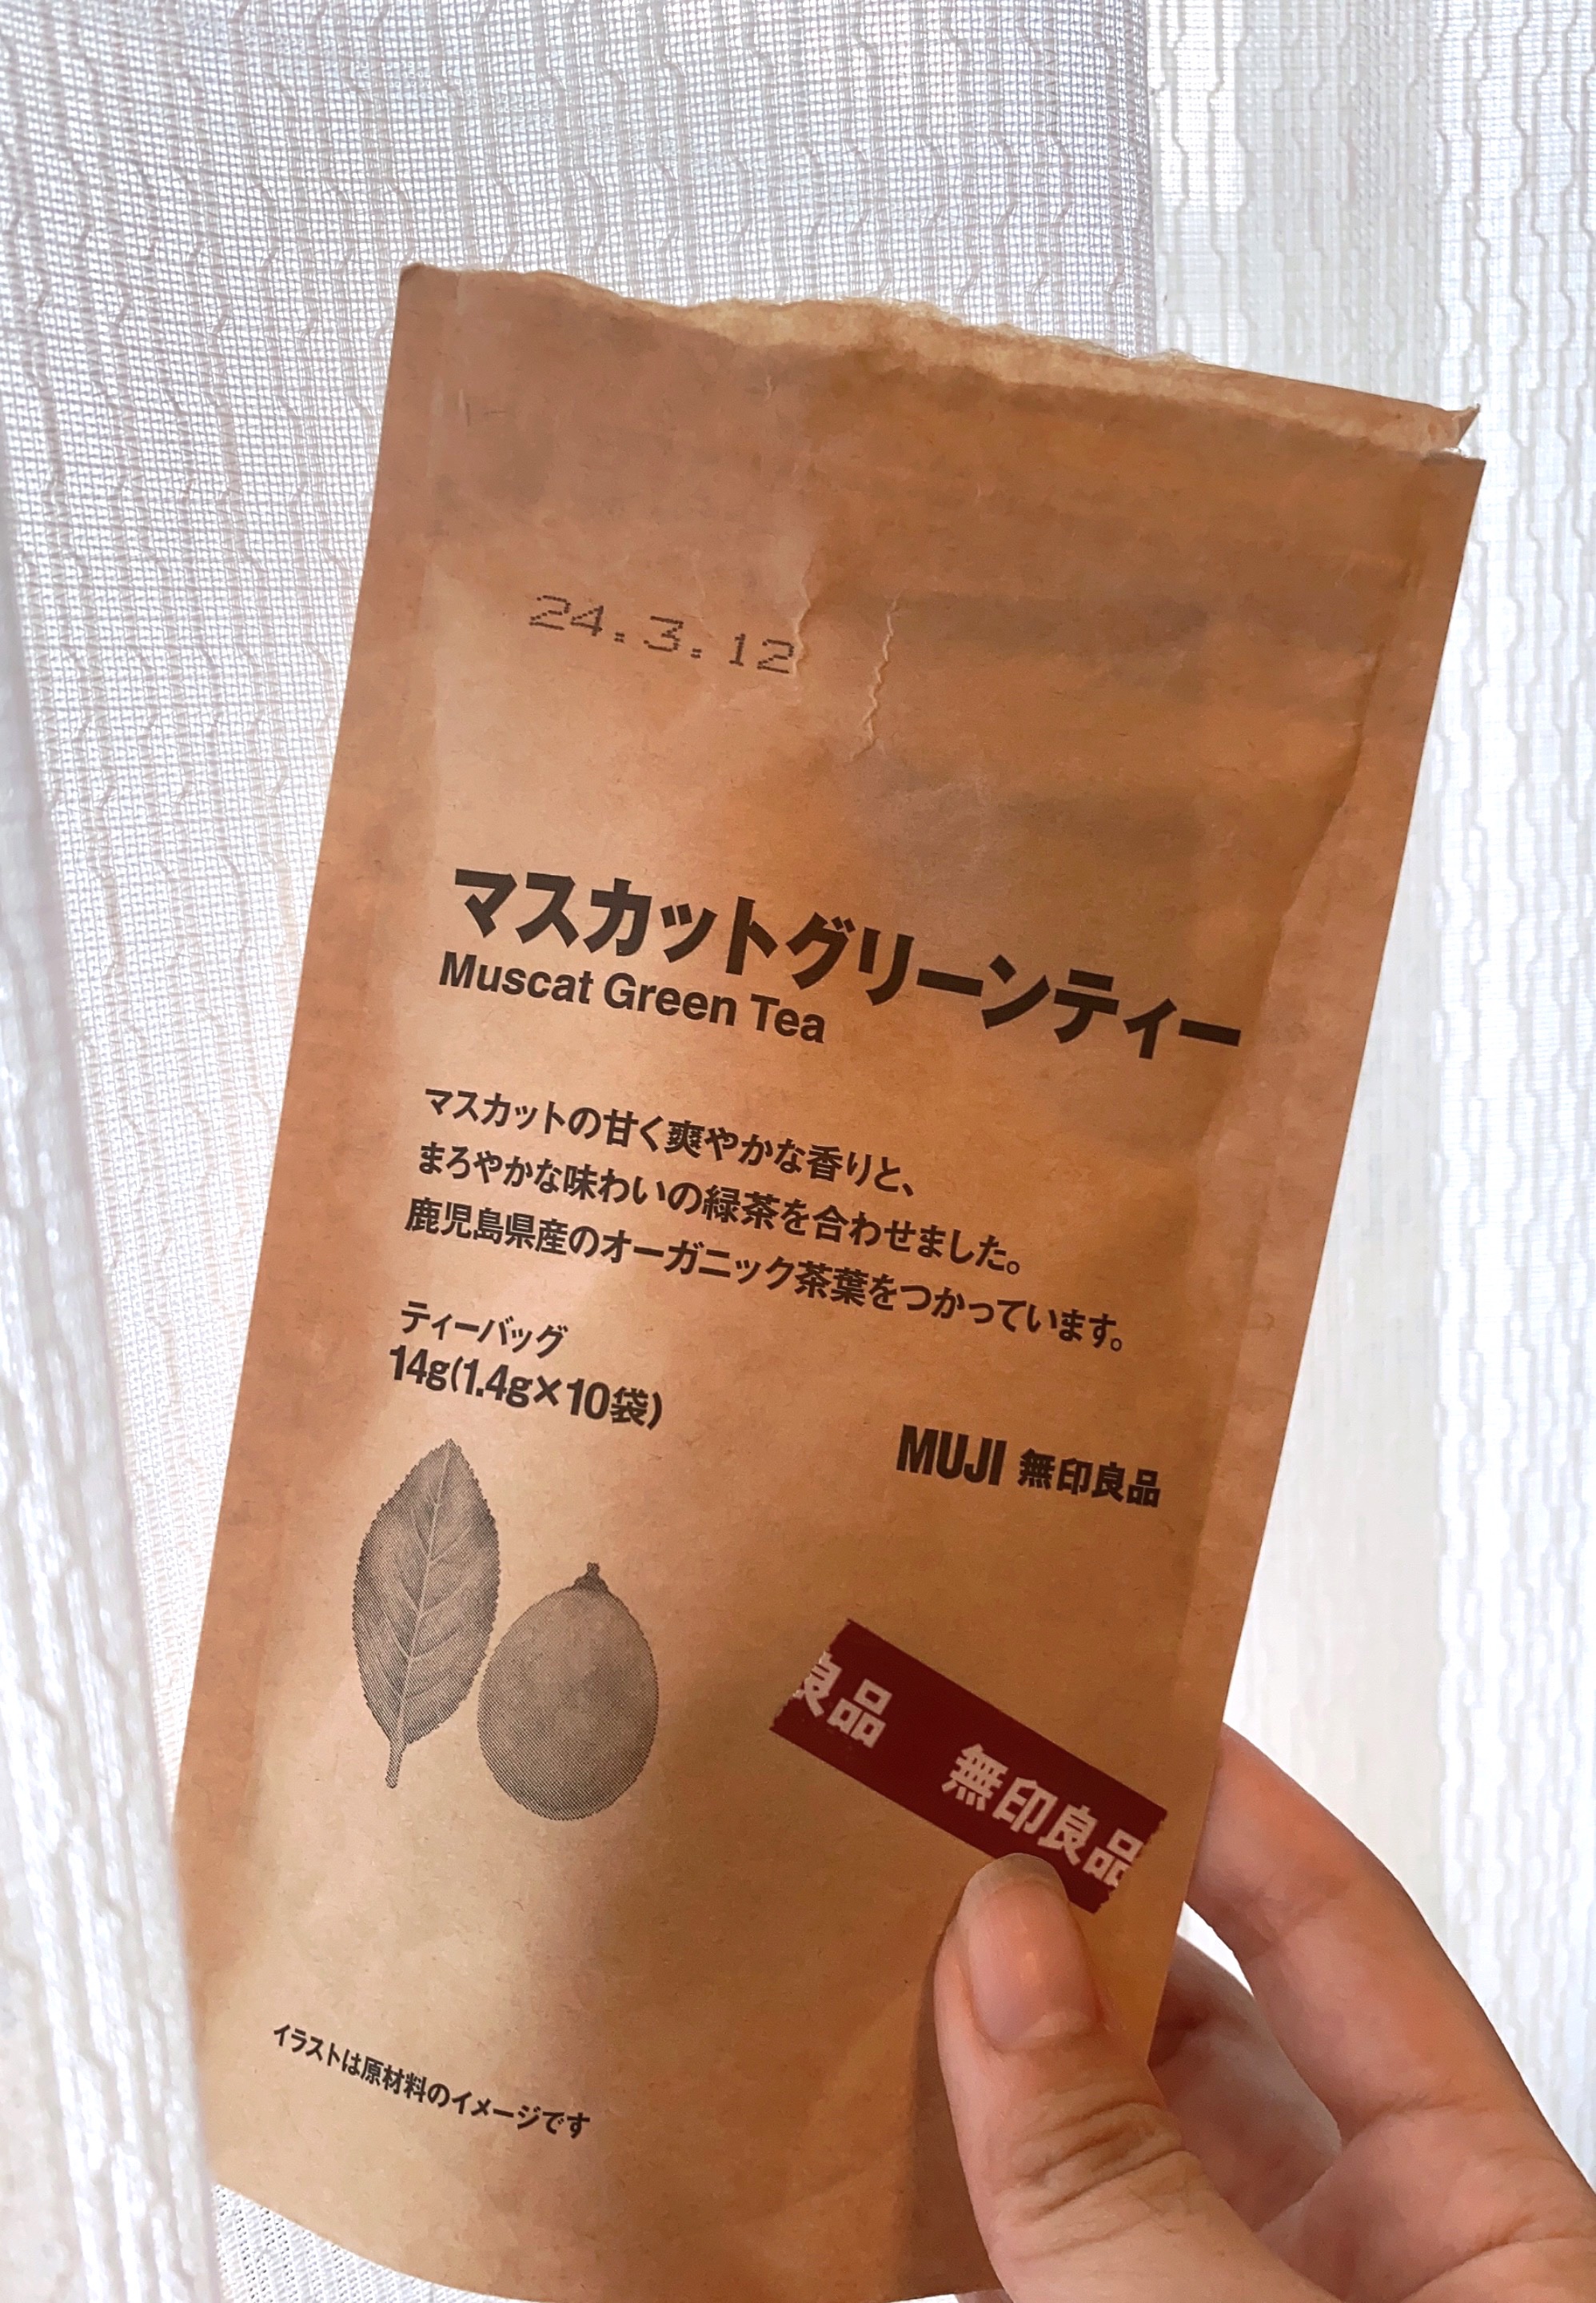 24.3.12
マスカットグリーンティー
Muscat Green Tea
マスカットの甘く爽やかな香りと、
まろやかな味わいの緑茶を合わせました。
鹿児島県産のオーガニック茶葉をつかっています。
ティーバッグ
14g(1.4g×10袋)
MUJI 無印良品
良品 無印良品
イラストは原材料のイメージです